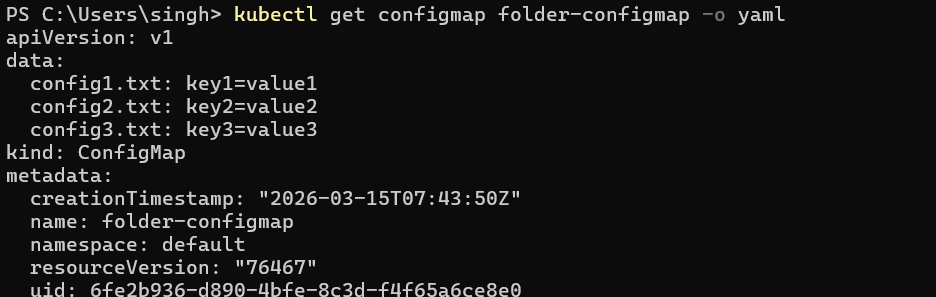 PS C:\Users\singh> kubectl get configmap folder-configmap -o yaml
apiVersion: v1
data:
  config1.txt: key1=value1
  config2.txt: key2=value2
  config3.txt: key3=value3
kind: ConfigMap
metadata:
  creationTimestamp: "2026-03-15T07:43:50Z"
  name: folder-configmap
  namespace: default
  resourceVersion: "76467"
  uid: 6fe2b936-d890-4bfe-8c3d-f4f65a6ce8e0